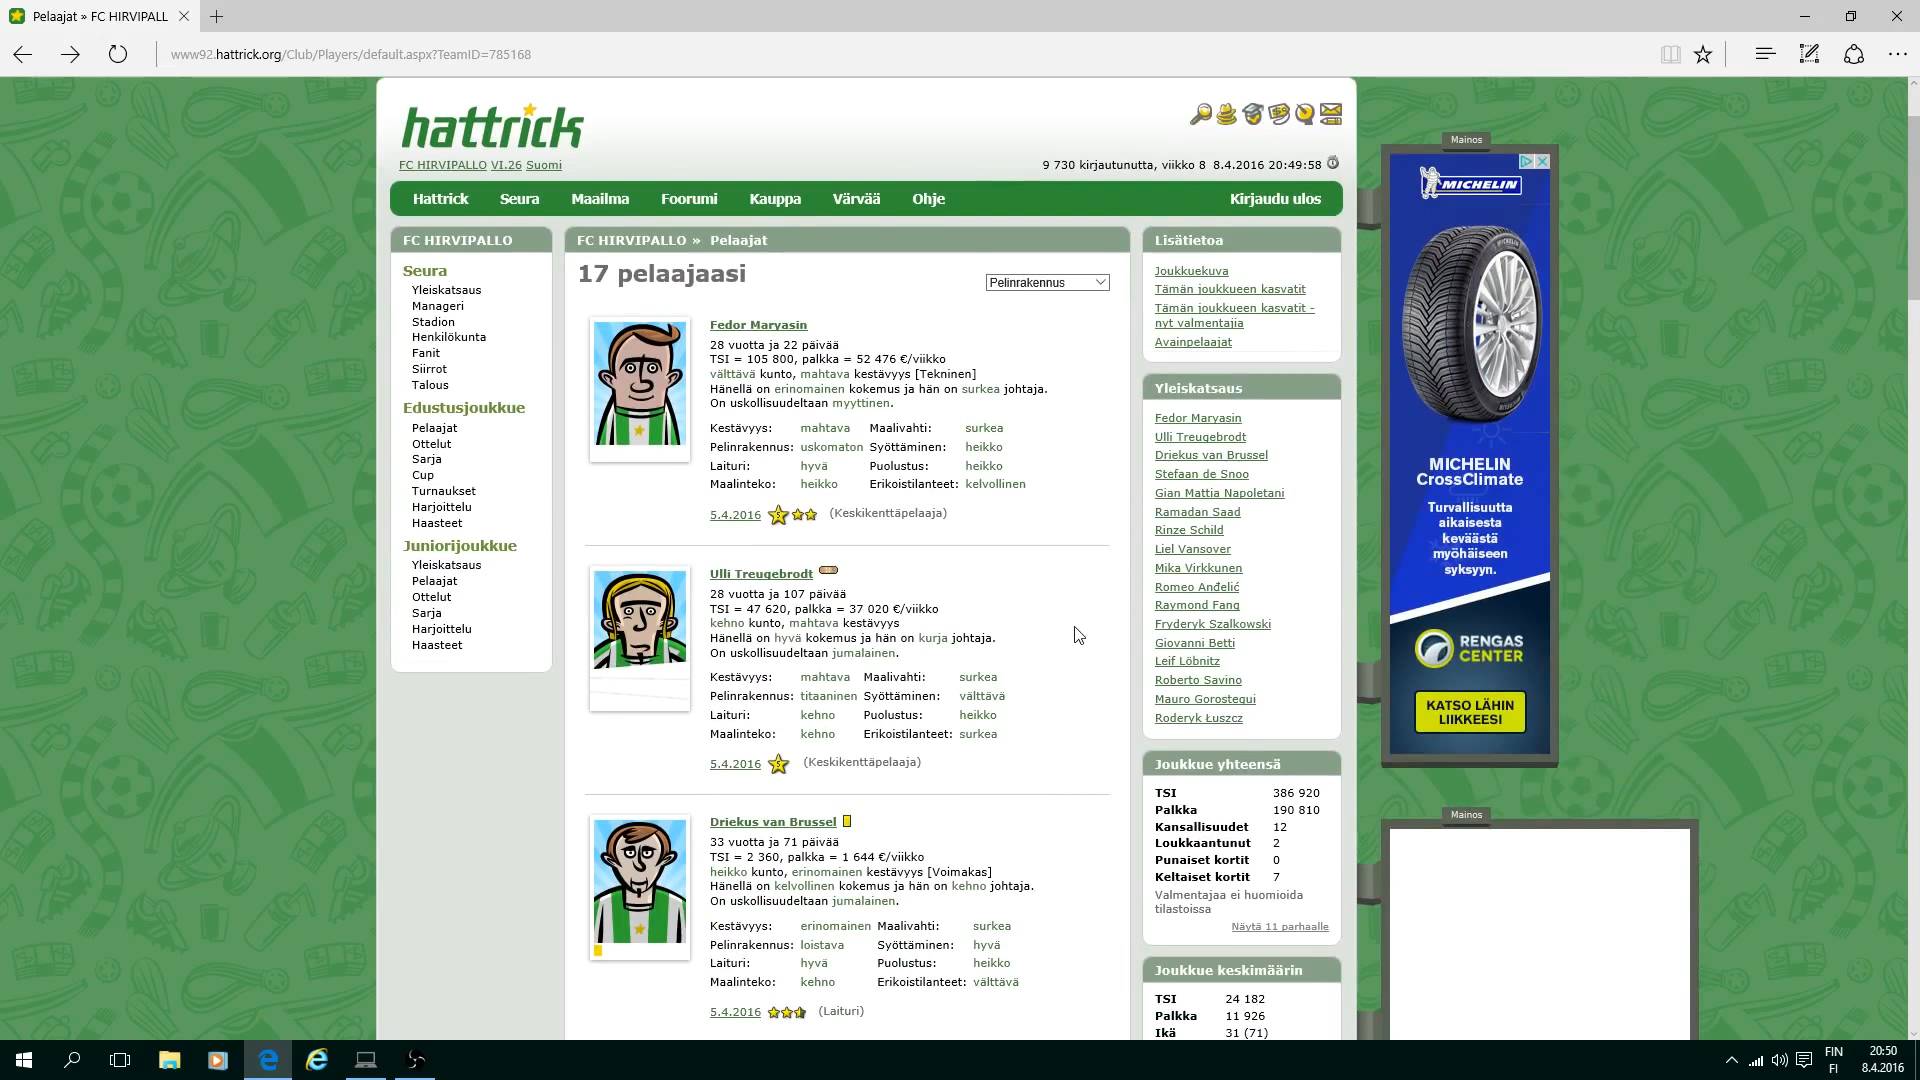 Pelaajat » FC HIRVIPALL
www92.hattrick.org/Club/Players/default.aspx?TeamID=785168
hattrick
FC HIRVIPALLO VI.26 Suomi
9 730 kirjautunutta, viikko 8 8.4.2016 20:49:58
Hattrick Seura Maailma Foorumi Kauppa Värvää Ohje Kirjaudu ulos
FC HIRVIPALLO
Seura
Yleiskatsaus
Manageri
Stadion
Henkilökunta
Fanit
Siirrot
Talous
Edustusjoukkue
Pelaajat
Ottelut
Sarja
Cup
Turnaukset
Harjoittelu
Haasteet
Juniorijoukkue
Yleiskatsaus
Pelaajat
Ottelut
Sarja
Harjoittelu
Haasteet
FC HIRVIPALLO » Pelaajat
17 pelaajaasi
Pelinrakennus
Fedor Maryasin
28 vuotta ja 22 päivää
TSI = 105 800, palkka = 52 476 €/viikko
välttävä kunto, mahtava kestävyys [Tekninen]
Hänellä on erinomainen kokemus ja hän on surkea johtaja.
On uskollisuudeltaan myyttinen.
Kestävyys: mahtava Maalivahti: surkea
Pelinrakennus: uskomaton Syöttäminen: heikko
Laituri: hyvä Puolustus: heikko
Maalinteko: heikko Erikoistilanteet: kelvollinen
5.4.2016 5 (Keskikenttäpelaaja)
Ulli Treugebrodt
28 vuotta ja 107 päivää
TSI = 47 620, palkka = 37 020 €/viikko
kehno kunto, mahtava kestävyys
Hänellä on hyvä kokemus ja hän on kurja johtaja.
On uskollisuudeltaan jumalainen.
Kestävyys: mahtava Maalivahti: surkea
Pelinrakennus: titaaninen Syöttäminen: välttävä
Laituri: kehno Puolustus: heikko
Maalinteko: kehno Erikoistilanteet: surkea
5.4.2016 5 (Keskikenttäpelaaja)
Driekus van Brussel
33 vuotta ja 71 päivää
TSI = 2 360, palkka = 1 644 €/viikko
heikko kunto, erinomainen kestävyys [Voimakas]
Hänellä on kelvollinen kokemus ja hän on kehno johtaja.
On uskollisuudeltaan jumalainen.
Kestävyys: erinomainen Maalivahti: surkea
Pelinrakennus: loistava Syöttäminen: hyvä
Laituri: hyvä Puolustus: heikko
Maalinteko: kehno Erikoistilanteet: välttävä
5.4.2016 (Laituri)
Lisätietoa
Joukkuekuva
Tämän joukkueen kasvatit
Tämän joukkueen kasvatit -
nyt valmentajia
Avainpelaajat
Yleiskatsaus
Fedor Maryasin
Ulli Treugebrodt
Driekus van Brussel
Stefaan de Snoo
Gian Mattia Napoletani
Ramadan Saad
Rinze Schild
Liel Vansover
Mika Virkkunen
Romeo Anđelić
Raymond Fang
Fryderyk Szalkowski
Giovanni Betti
Leif Löbnitz
Roberto Savino
Mauro Gorostegui
Roderyk Łuszcz
Joukkue yhteensä
TSI 386 920
Palkka 190 810
Kansallisuudet 12
Loukkaantunut 2
Punaiset kortit 0
Keltaiset kortit 7
Valmentajaa ei huomioida
tilastoissa
Näytä 11 parhaalle
Joukkue keskimäärin
TSI 24 182
Palkka 11 926
Ikä 31 (71)
Mainos
MICHELIN
MICHELIN
CrossClimate
Turvallisuutta
aikaisesta
keväästä
myöhäiseen
syksyyn.
RENGAS
CENTER
KATSO LÄHIN
LIIKKEESI
Mainos
FIN
FI
20:50
8.4.2016